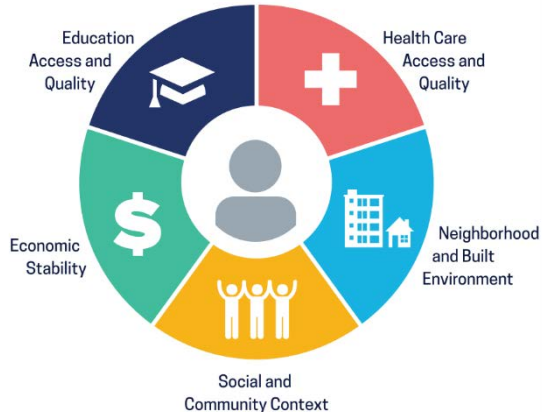 Education
Access and
Quality
Health Care
Access and
Quality
Economic
Stability
Neighborhood
and Built
Environment
Social and
Community Context
$